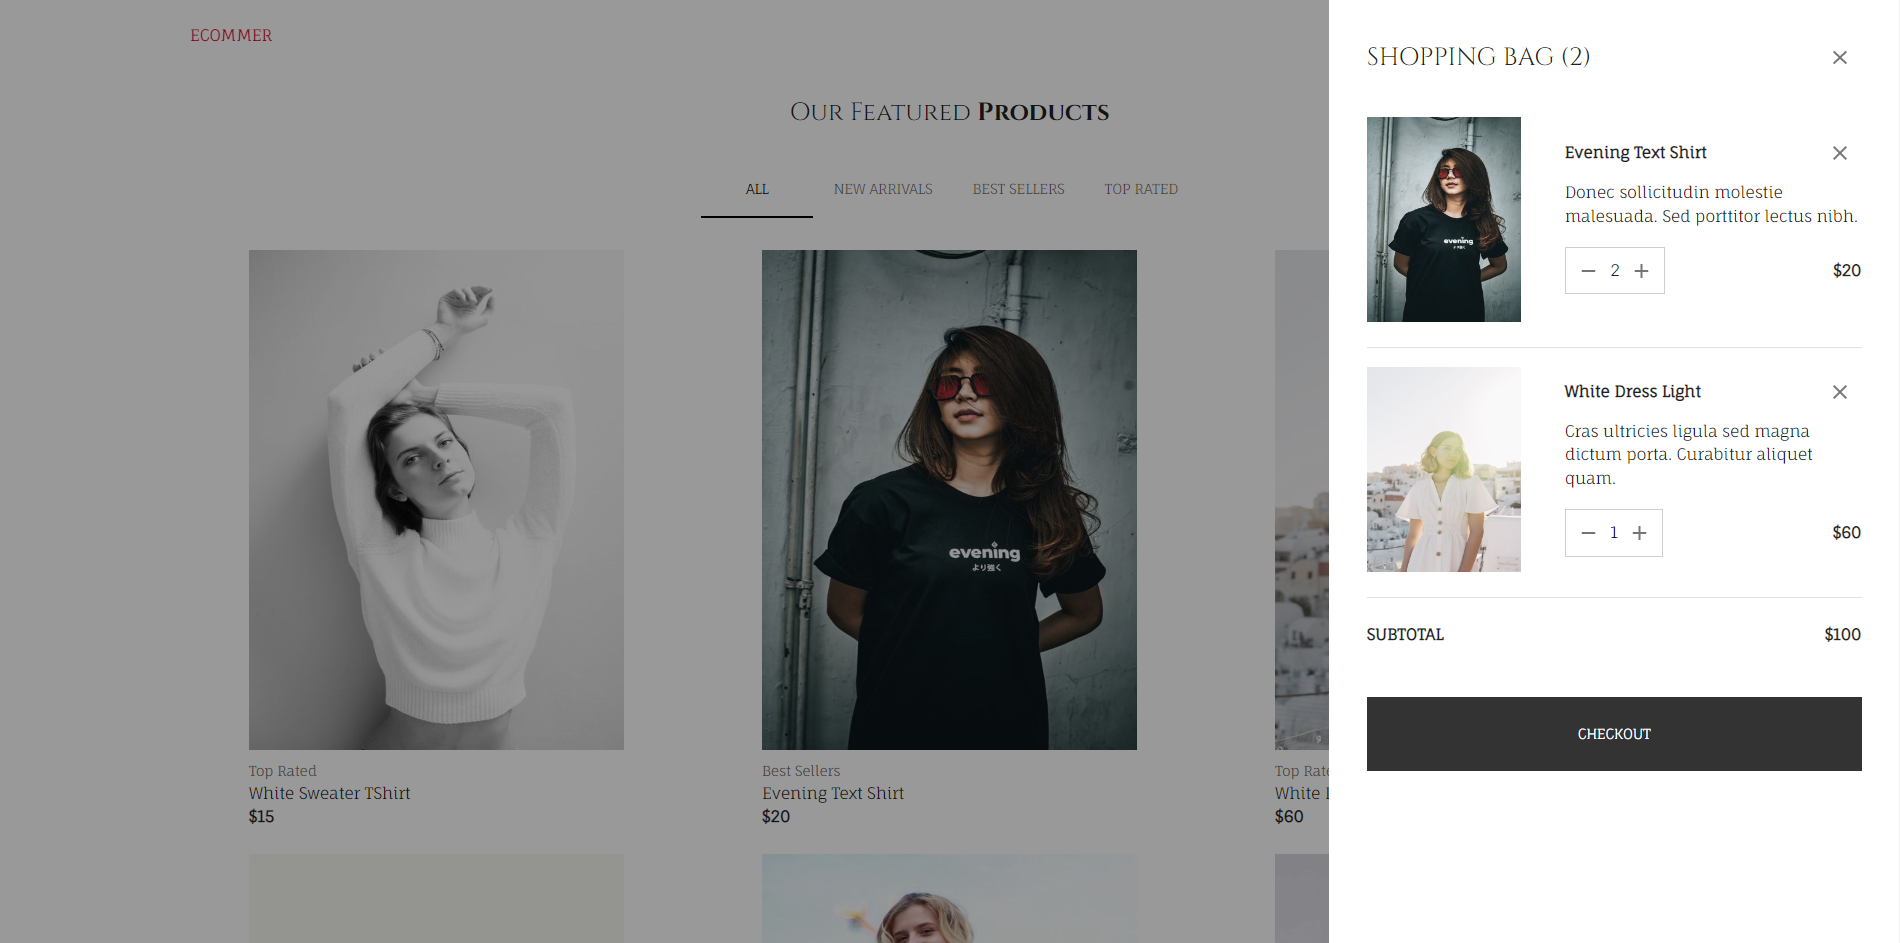 ECOMMER
Our Featured Products
ALL
NEW ARRIVALS
BEST SELLERS
TOP RATED
evening
より強く
Top Rated
White Sweater TShirt
$15
Best Sellers
Evening Text Shirt
$20
Top
White
$60
SHOPPING BAG (2)
Evening Text Shirt
Donec sollicitudin molestie
malesuada. Sed porttitor lectus nibh.
2
$20
evening
White Dress Light
Cras ultricies ligula sed magna
dictum porta. Curabitur aliquet
quam.
1
$60
SUBTOTAL
$100
CHECKOUT